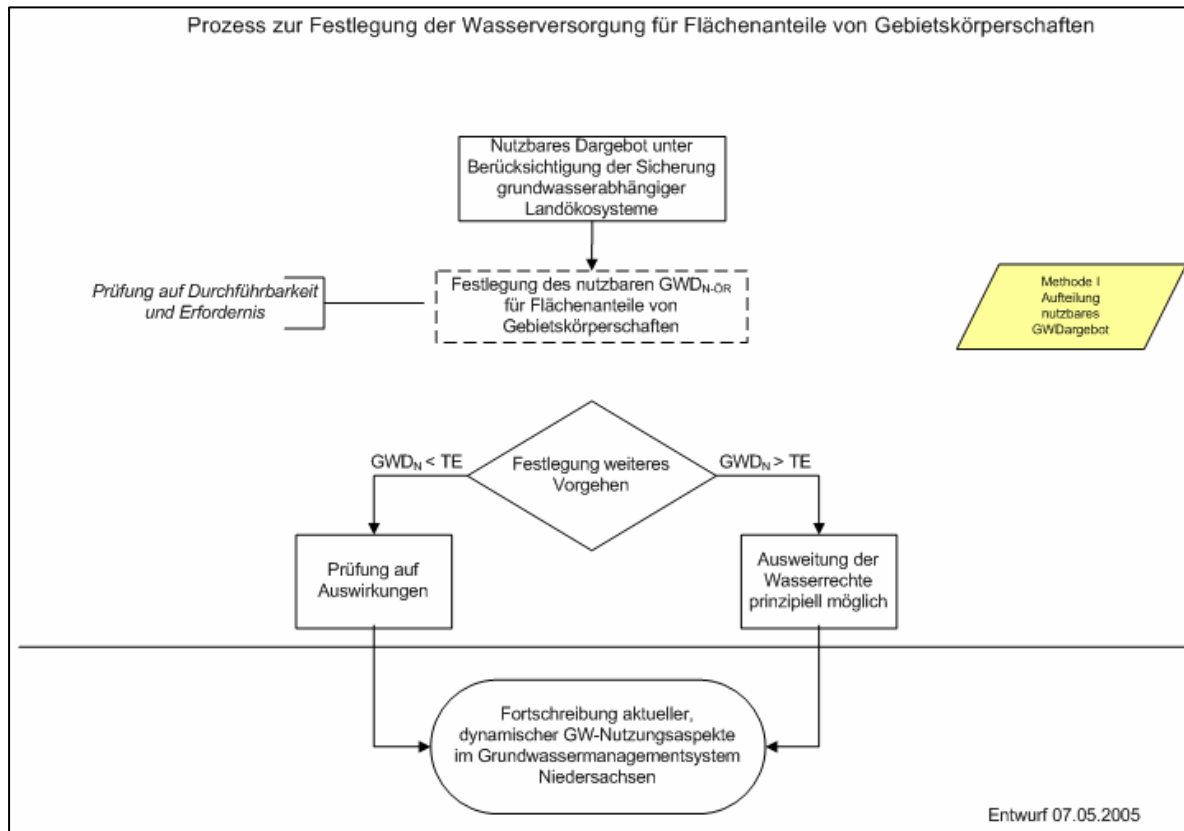 Prozess zur Festlegung der Wasserversorgung für Flächenanteile von Gebietskörperschaften
Nutzbares Dargebot unter
Berücksichtigung der Sicherung
grundwasserabhängiger
Landökosysteme
Prüfung auf Durchführbarkeit
und Erfordernis
Festlegung des nutzbaren GWD_N-ÖR
für Flächenanteile von
Gebietskörperschaften
Methode I
Aufteilung
nutzbares
GWDargebot
GWD_N < TE
Festlegung weiteres
Vorgehen
GWD_N > TE
Prüfung auf
Auswirkungen
Ausweitung der
Wasserrechte
prinzipiell möglich
Fortschreibung aktueller,
dynamischer GW-Nutzungsaspekte
im Grundwassermanagementsystem
Niedersachsen
Entwurf 07.05.2005